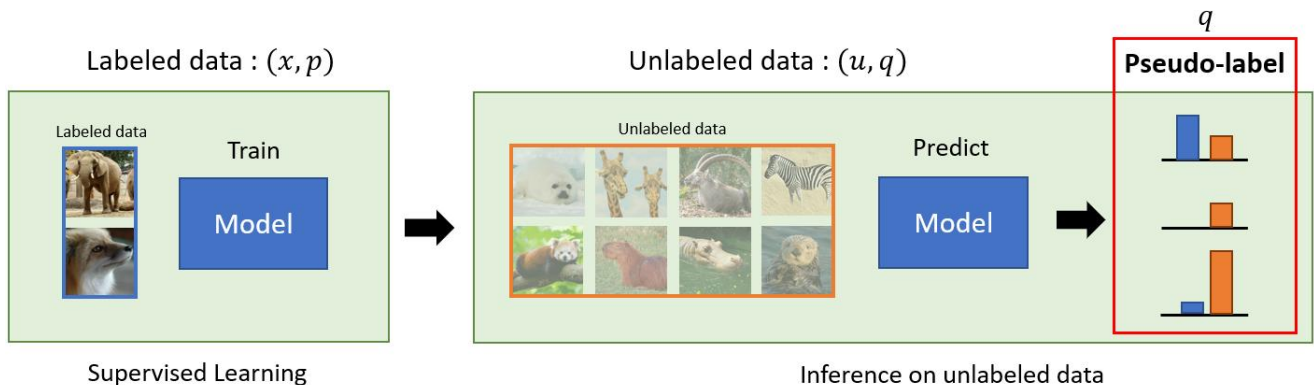 q
Labeled data : (x, p)
Unlabeled data : (u, q)
Pseudo-label
Labeled data
Train
Model
Unlabeled data
Predict
Model
Supervised Learning
Inference on unlabeled data